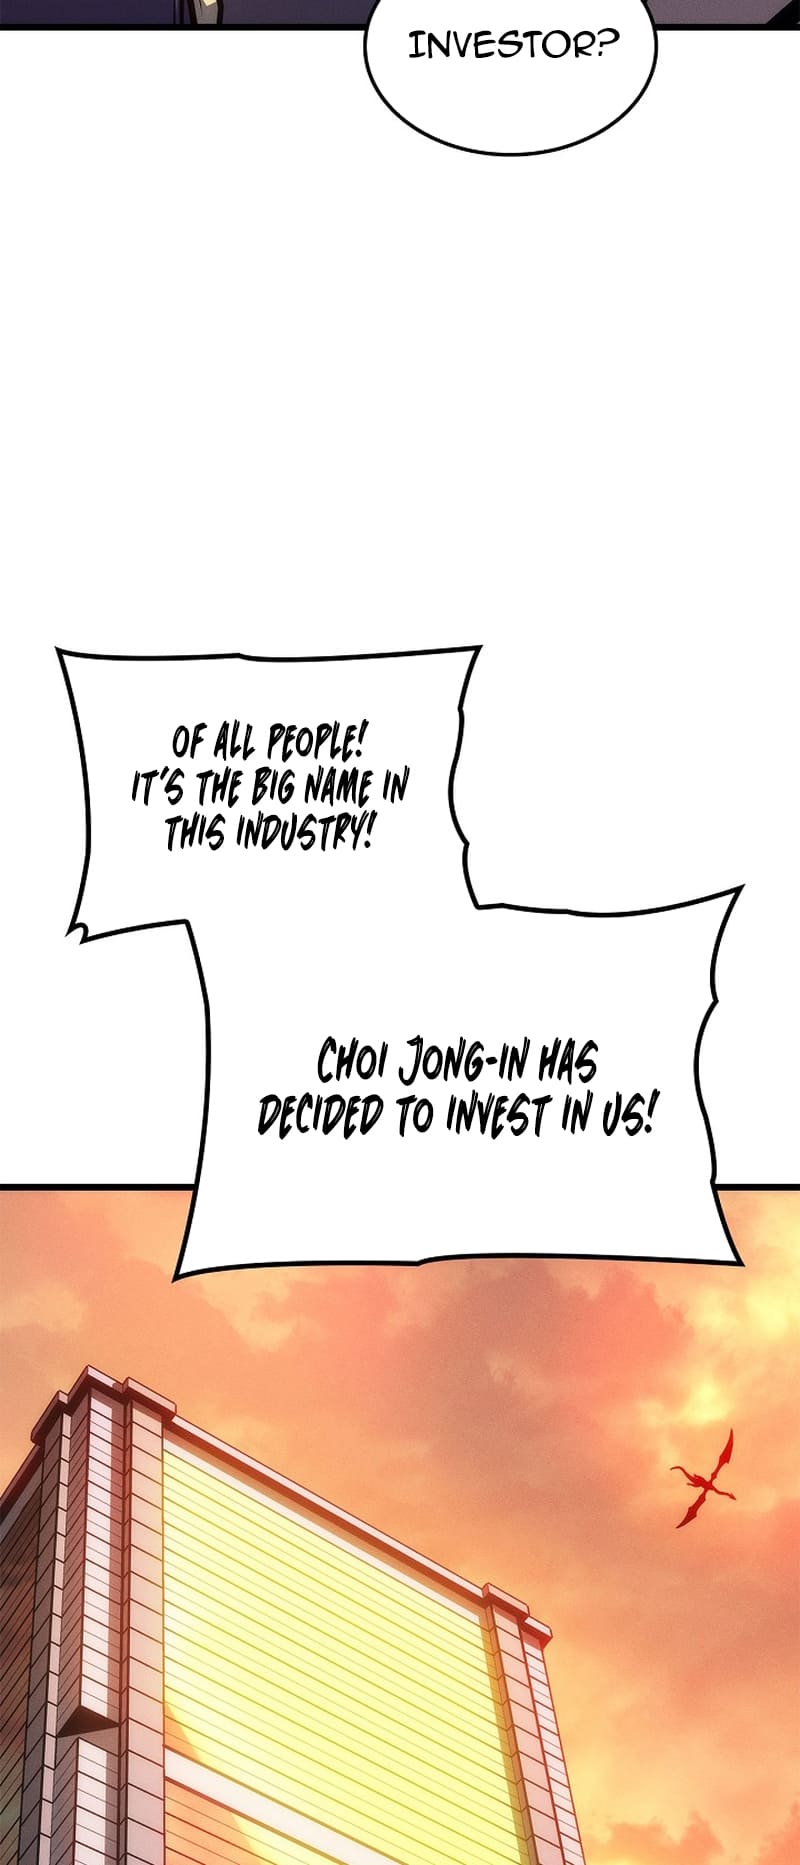 INVESTOR?
OF ALL PEOPLE!
IT'S THE BIG NAME IN
THIS INDUSTRY!
CHOI JONG-IN HAS
DECIDED TO INVEST IN US!